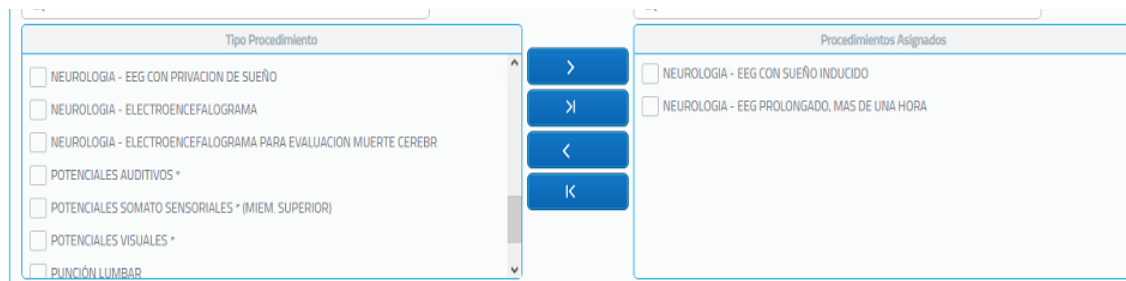 Tipo Procedimiento
NEUROLOGIA - EEG CON PRIVACION DE SUEÑO
NEUROLOGIA - ELECTROENCEFALOGRAMA
NEUROLOGIA - ELECTROENCEFALOGRAMA PARA EVALUACION MUERTE CEREBR
POTENCIALES AUDITIVOS *
POTENCIALES SOMATO SENSORIALES * (MIEM. SUPERIOR)
POTENCIALES VISUALES *
PUNCIÓN LUMBAR
Procedimientos Asignados
NEUROLOGIA - EEG CON SUEÑO INDUCIDO
NEUROLOGIA - EEG PROLONGADO, MAS DE UNA HORA